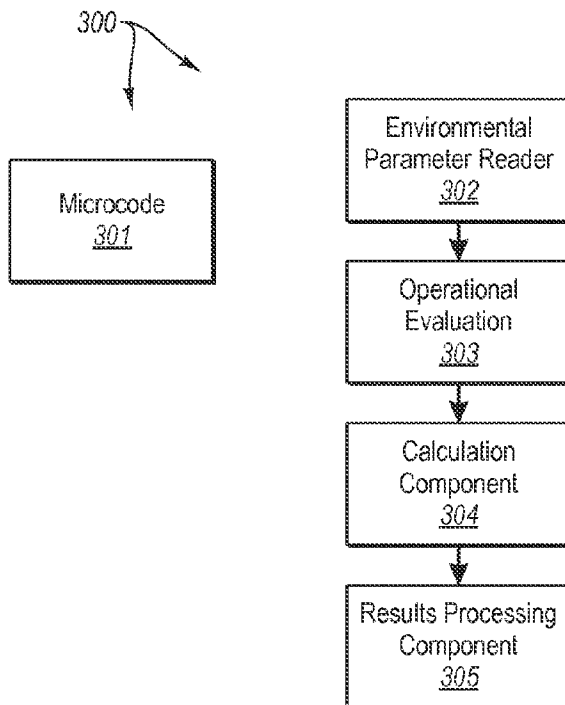 300
Microcode
301
Environmental
Parameter Reader
302
Operational
Evaluation
303
Calculation
Component
304
Results Processing
Component
305